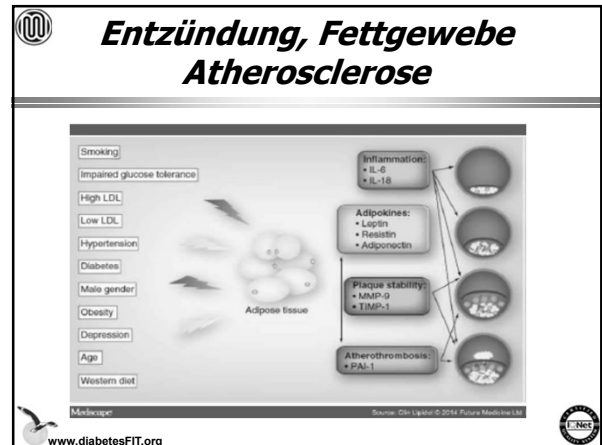 Entzündung, Fettgewebe
Atherosclerose
Smoking
Impaired glucose tolerance
High LDL
Low LDL
Hypertension
Diabetes
Male gender
Obesity
Depression
Age
Western diet
Adipose tissue
Inflammation:
• IL-6
• IL-18
Adipokines:
• Leptin
• Resistin
• Adiponectin
Plaque stability:
• MMP-9
• TIMP-1
Atherothrombosis:
• PAI-1
Medscape
Source: Clin Lipidol © 2014 Future Medicine Ltd
www.diabetesFIT.org